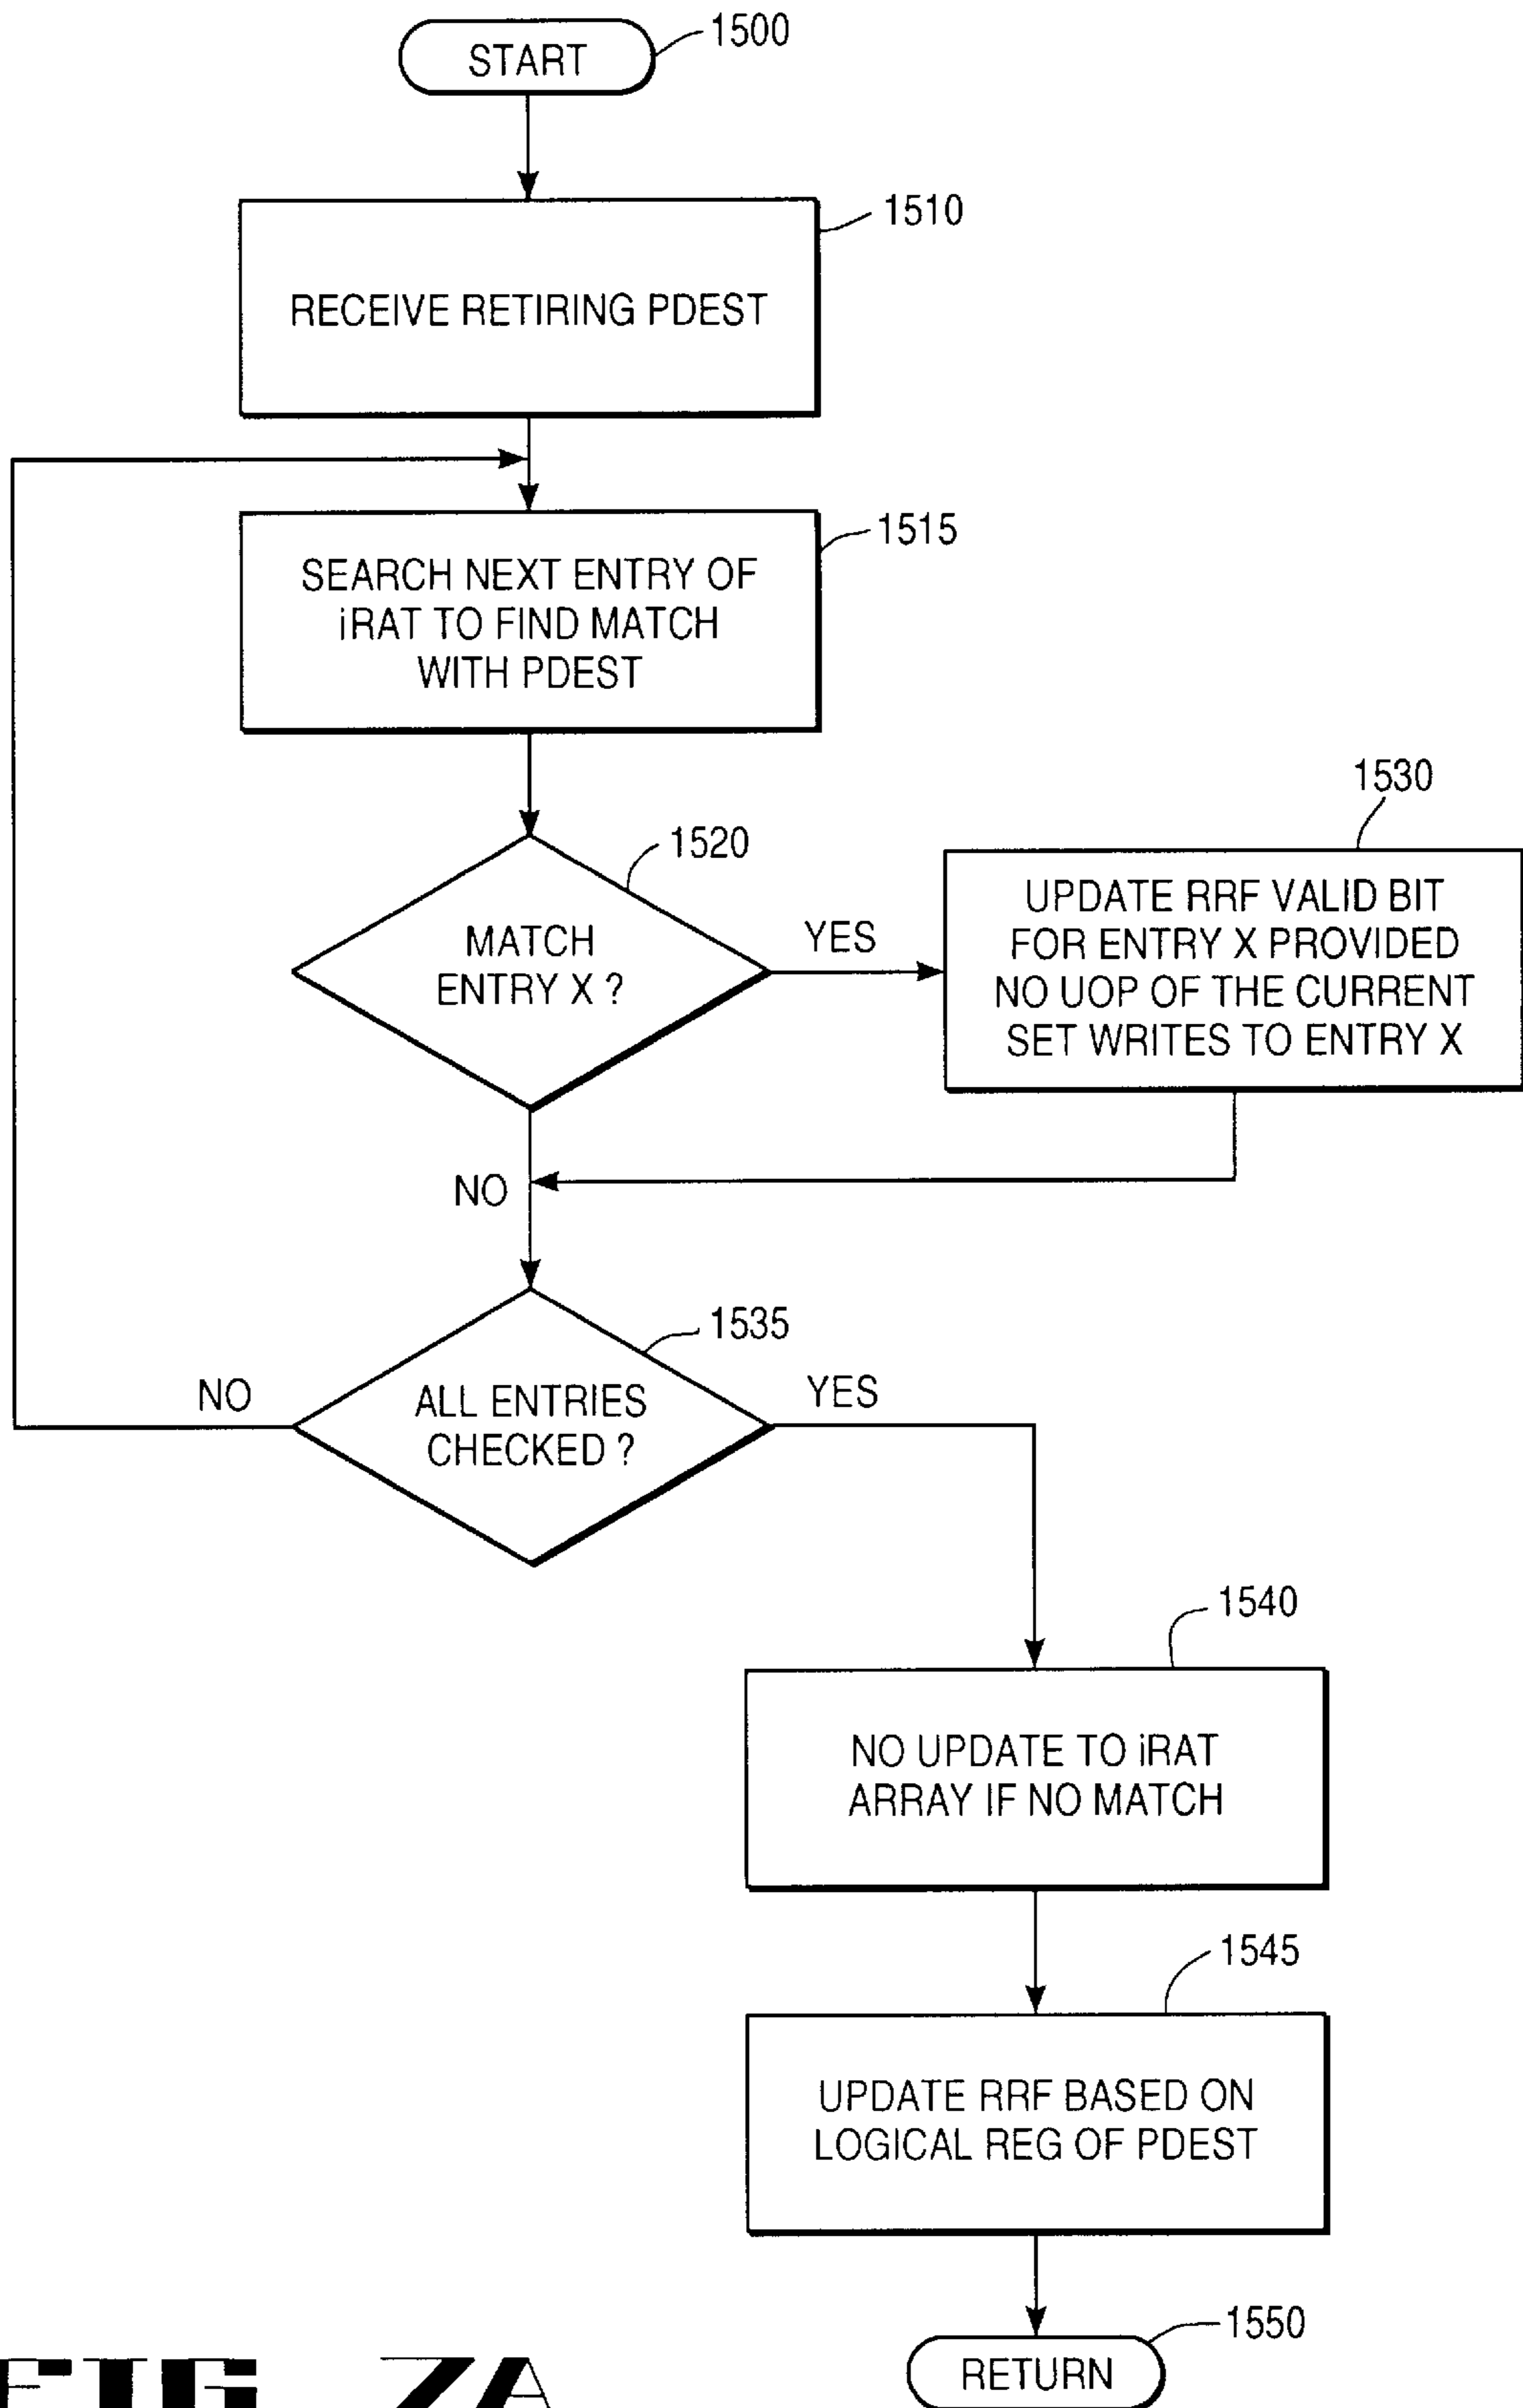 START
1500
1510
RECEIVE RETIRING PDEST
1515
SEARCH NEXT ENTRY OF
iRAT TO FIND MATCH
WITH PDEST
1520
MATCH
ENTRY X ?
YES
1530
UPDATE RRF VALID BIT
FOR ENTRY X PROVIDED
NO UOP OF THE CURRENT
SET WRITES TO ENTRY X
NO
1535
ALL ENTRIES
CHECKED ?
NO
YES
1540
NO UPDATE TO iRAT
ARRAY IF NO MATCH
1545
UPDATE RRF BASED ON
LOGICAL REG OF PDEST
1550
RETURN
FIG 7A